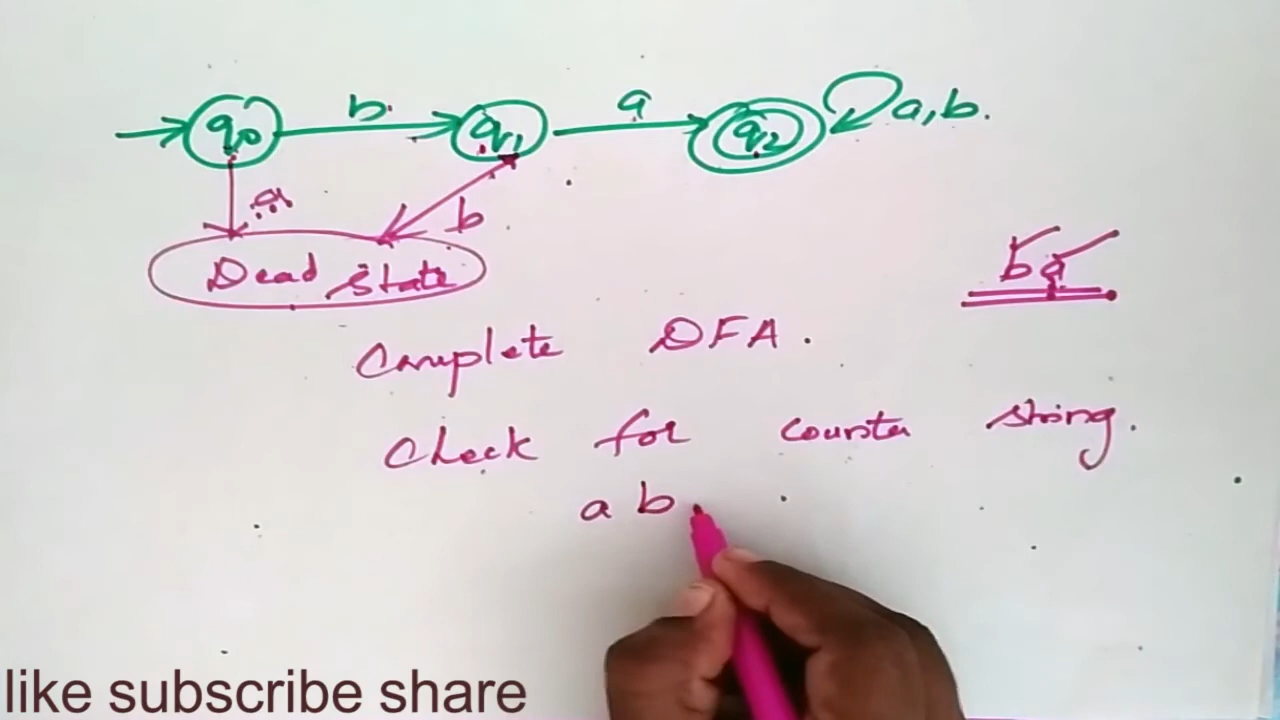 b a
q0 q1 q2 a,b.
a b
Dead state
ba
Complete DFA.
Check for counter string.
a b
like subscribe share